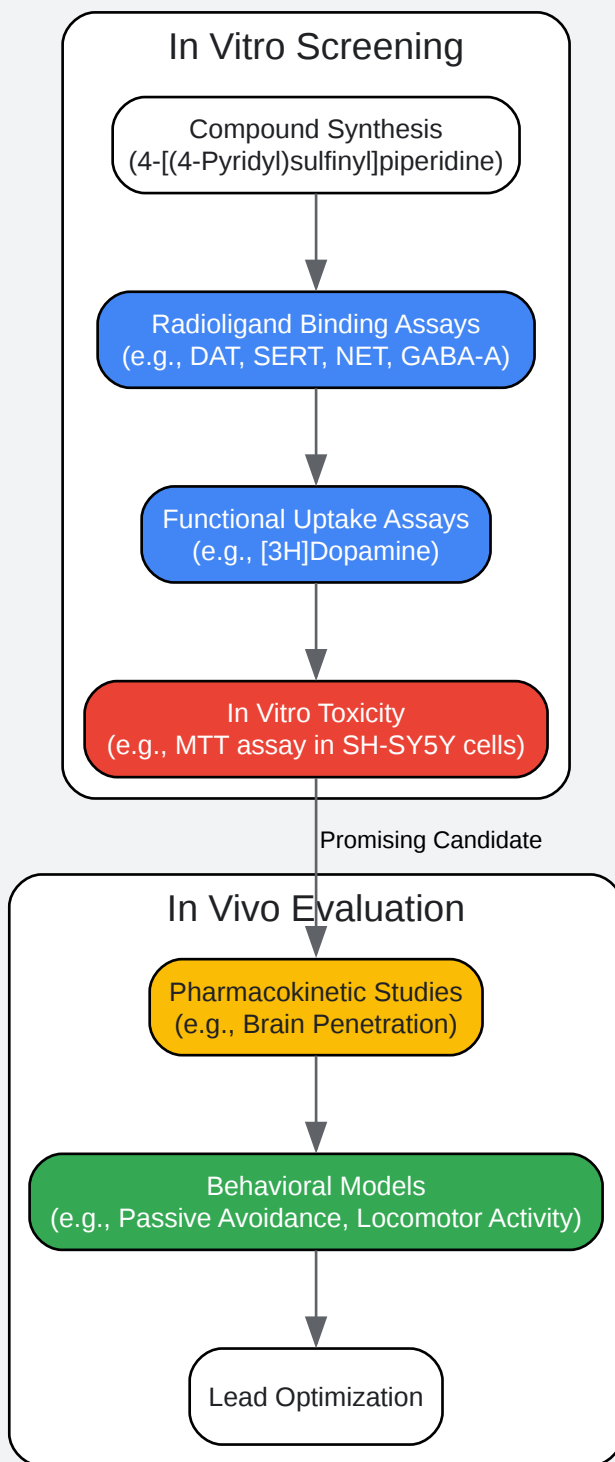 In Vitro Screening
Compound Synthesis
(4-[(4-Pyridyl)sulfinyl]piperidine)
Radioligand Binding Assays
(e.g., DAT, SERT, NET, GABA-A)
Functional Uptake Assays
(e.g., [3H]Dopamine)
In Vitro Toxicity
(e.g., MTT assay in SH-SY5Y cells)
Promising Candidate
In Vivo Evaluation
Pharmacokinetic Studies
(e.g., Brain Penetration)
Behavioral Models
(e.g., Passive Avoidance, Locomotor Activity)
Lead Optimization